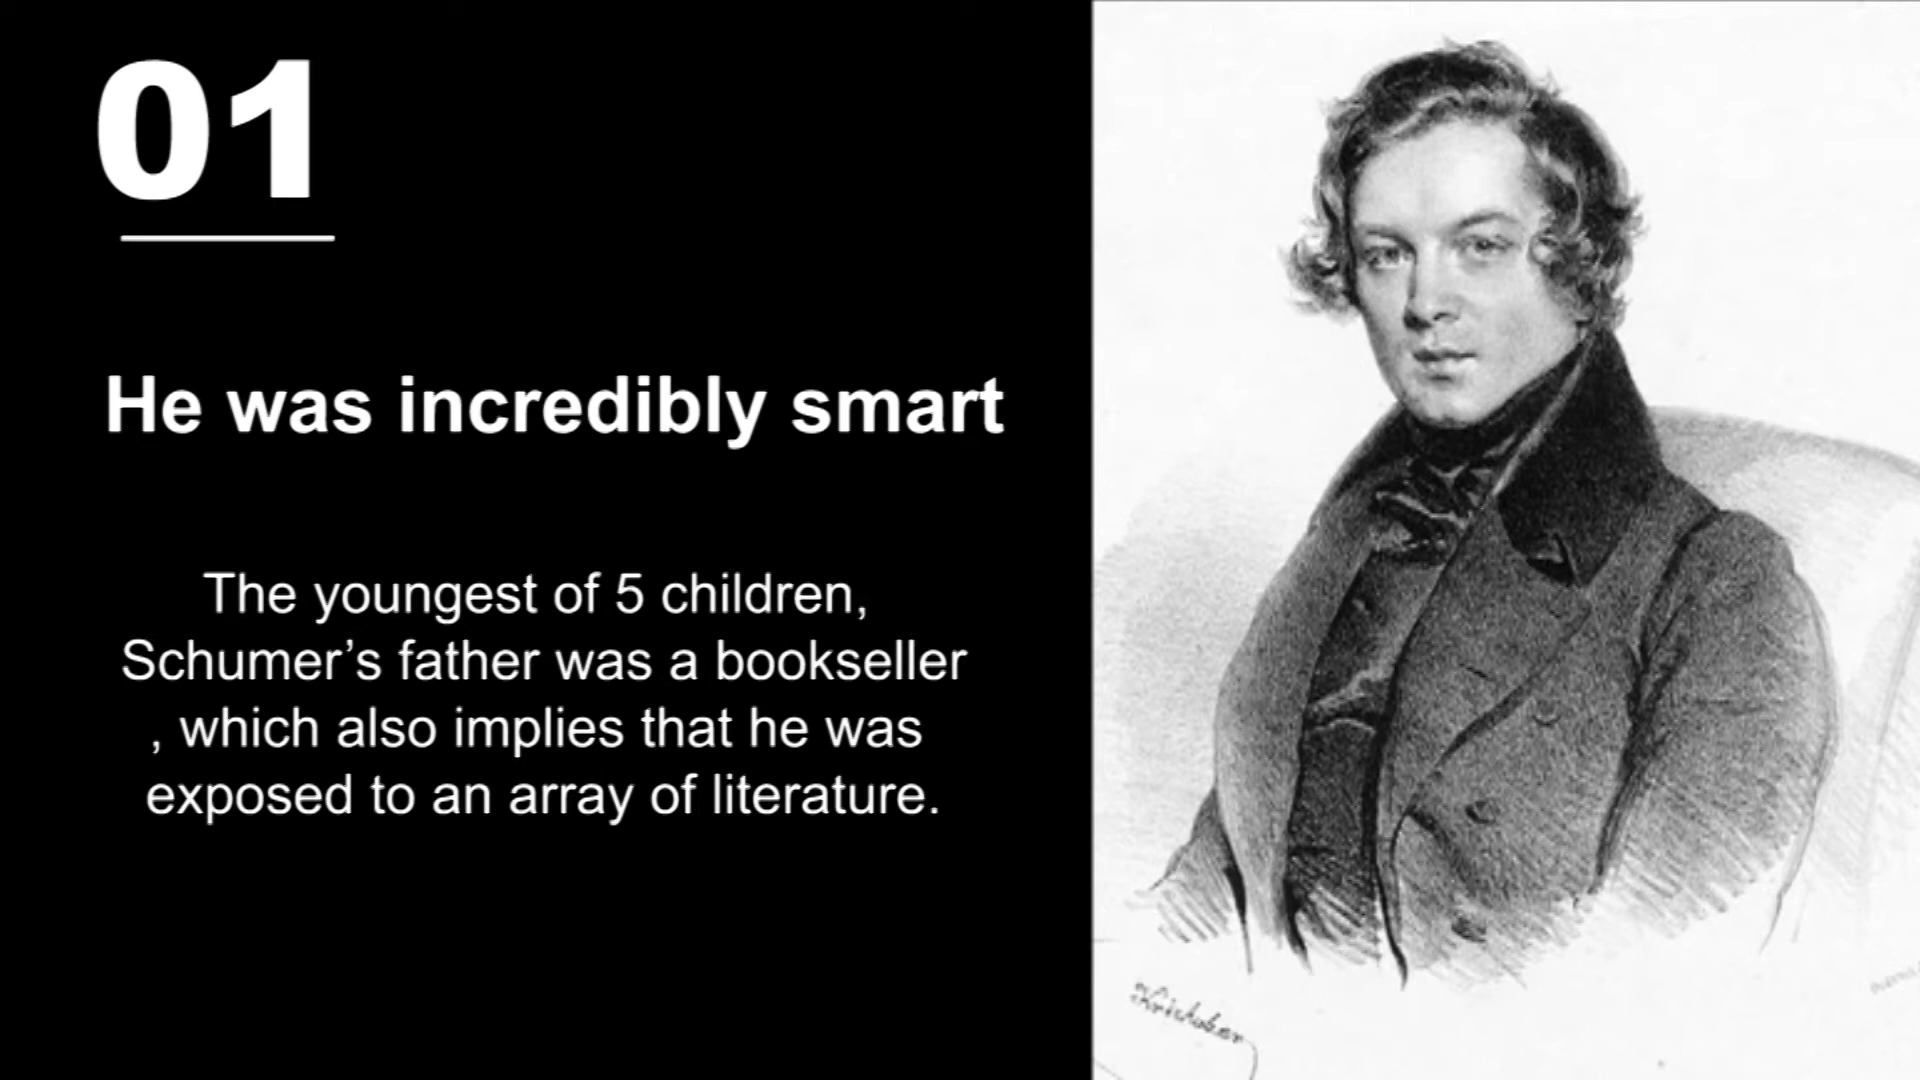 01
He was incredibly smart
The youngest of 5 children,
Schumer’s father was a bookseller
, which also implies that he was
exposed to an array of literature.
Kriehuber